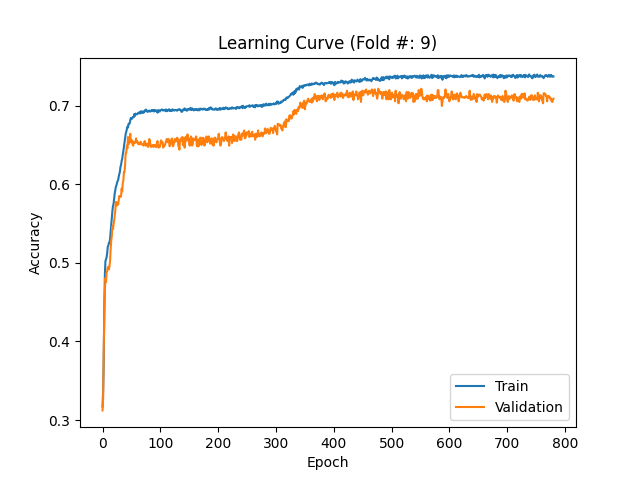 Learning Curve (Fold #: 9)
Accuracy
0.7
0.6
0.5
0.4
0.3
0 100 200 300 400 500 600 700 800
Epoch
Train
Validation